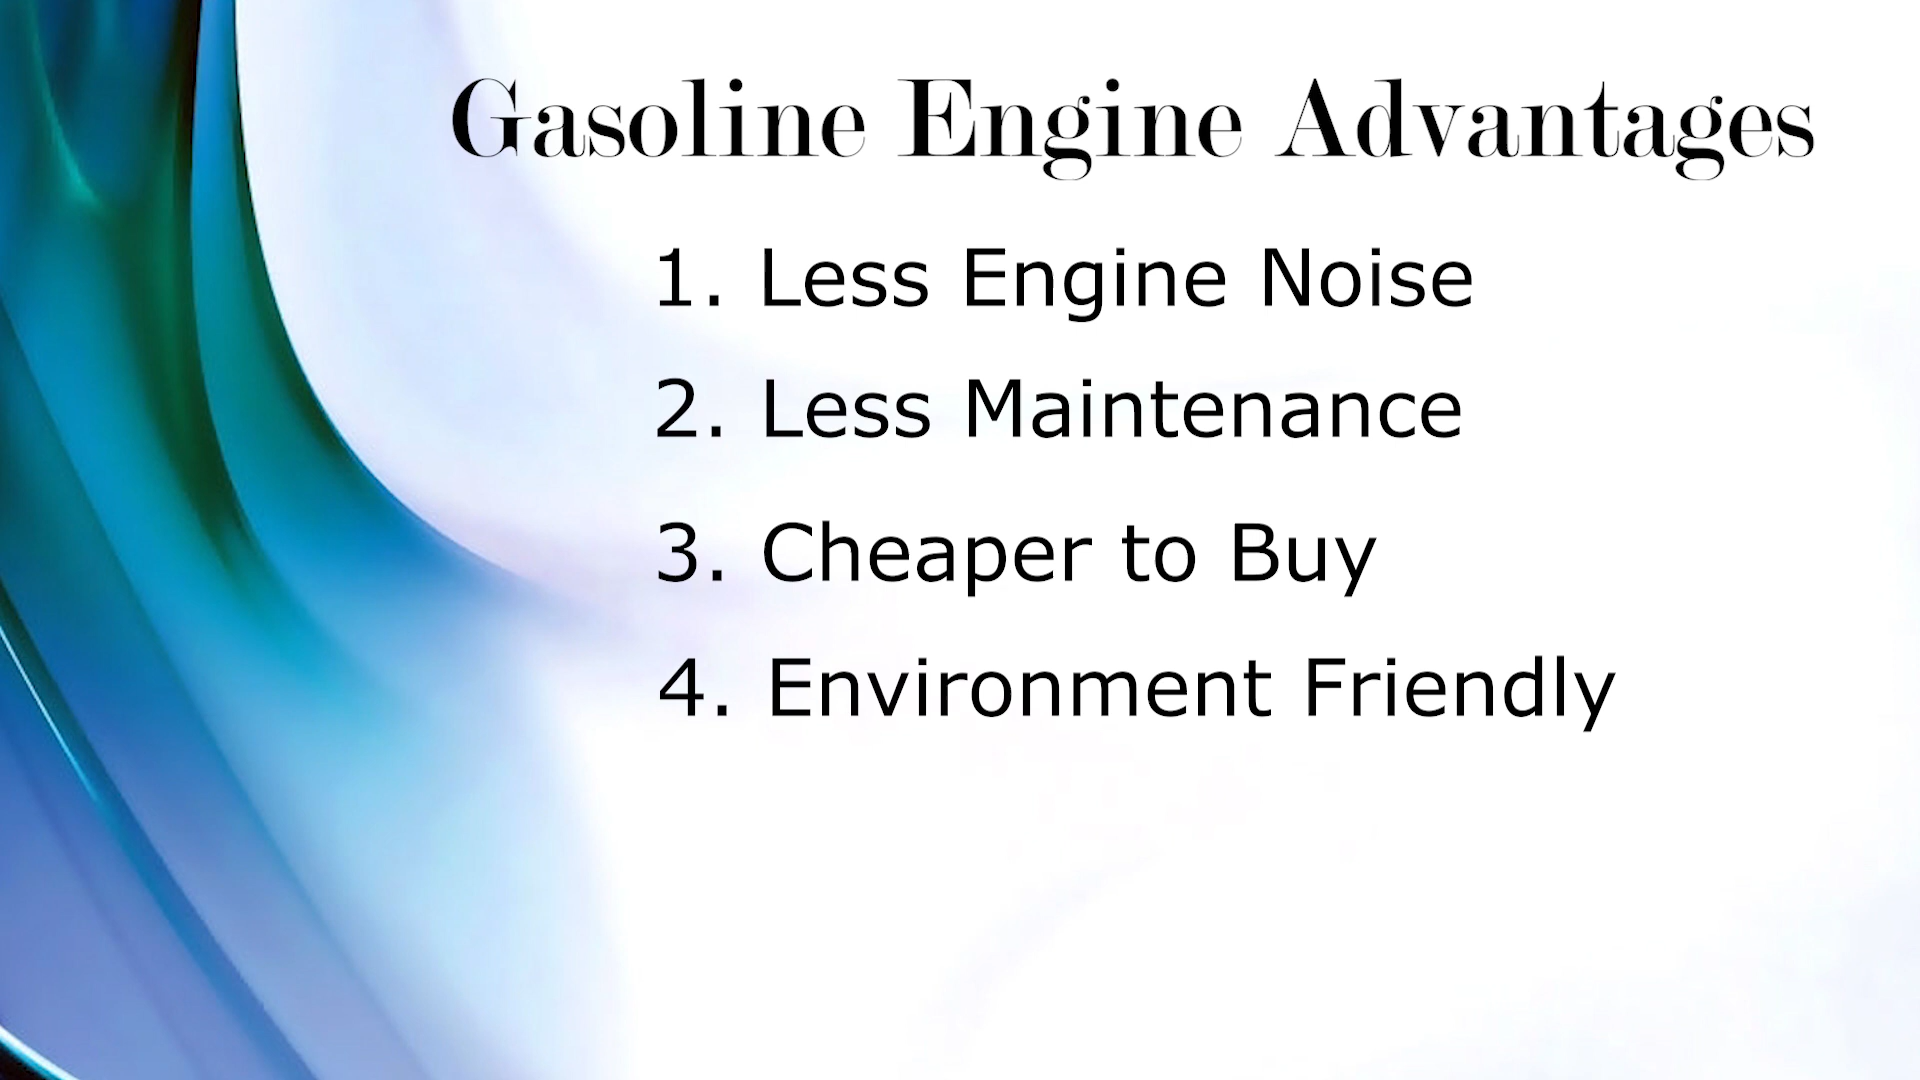 Gasoline Engine Advantages
1. Less Engine Noise
2. Less Maintenance
3. Cheaper to Buy
4. Environment Friendly